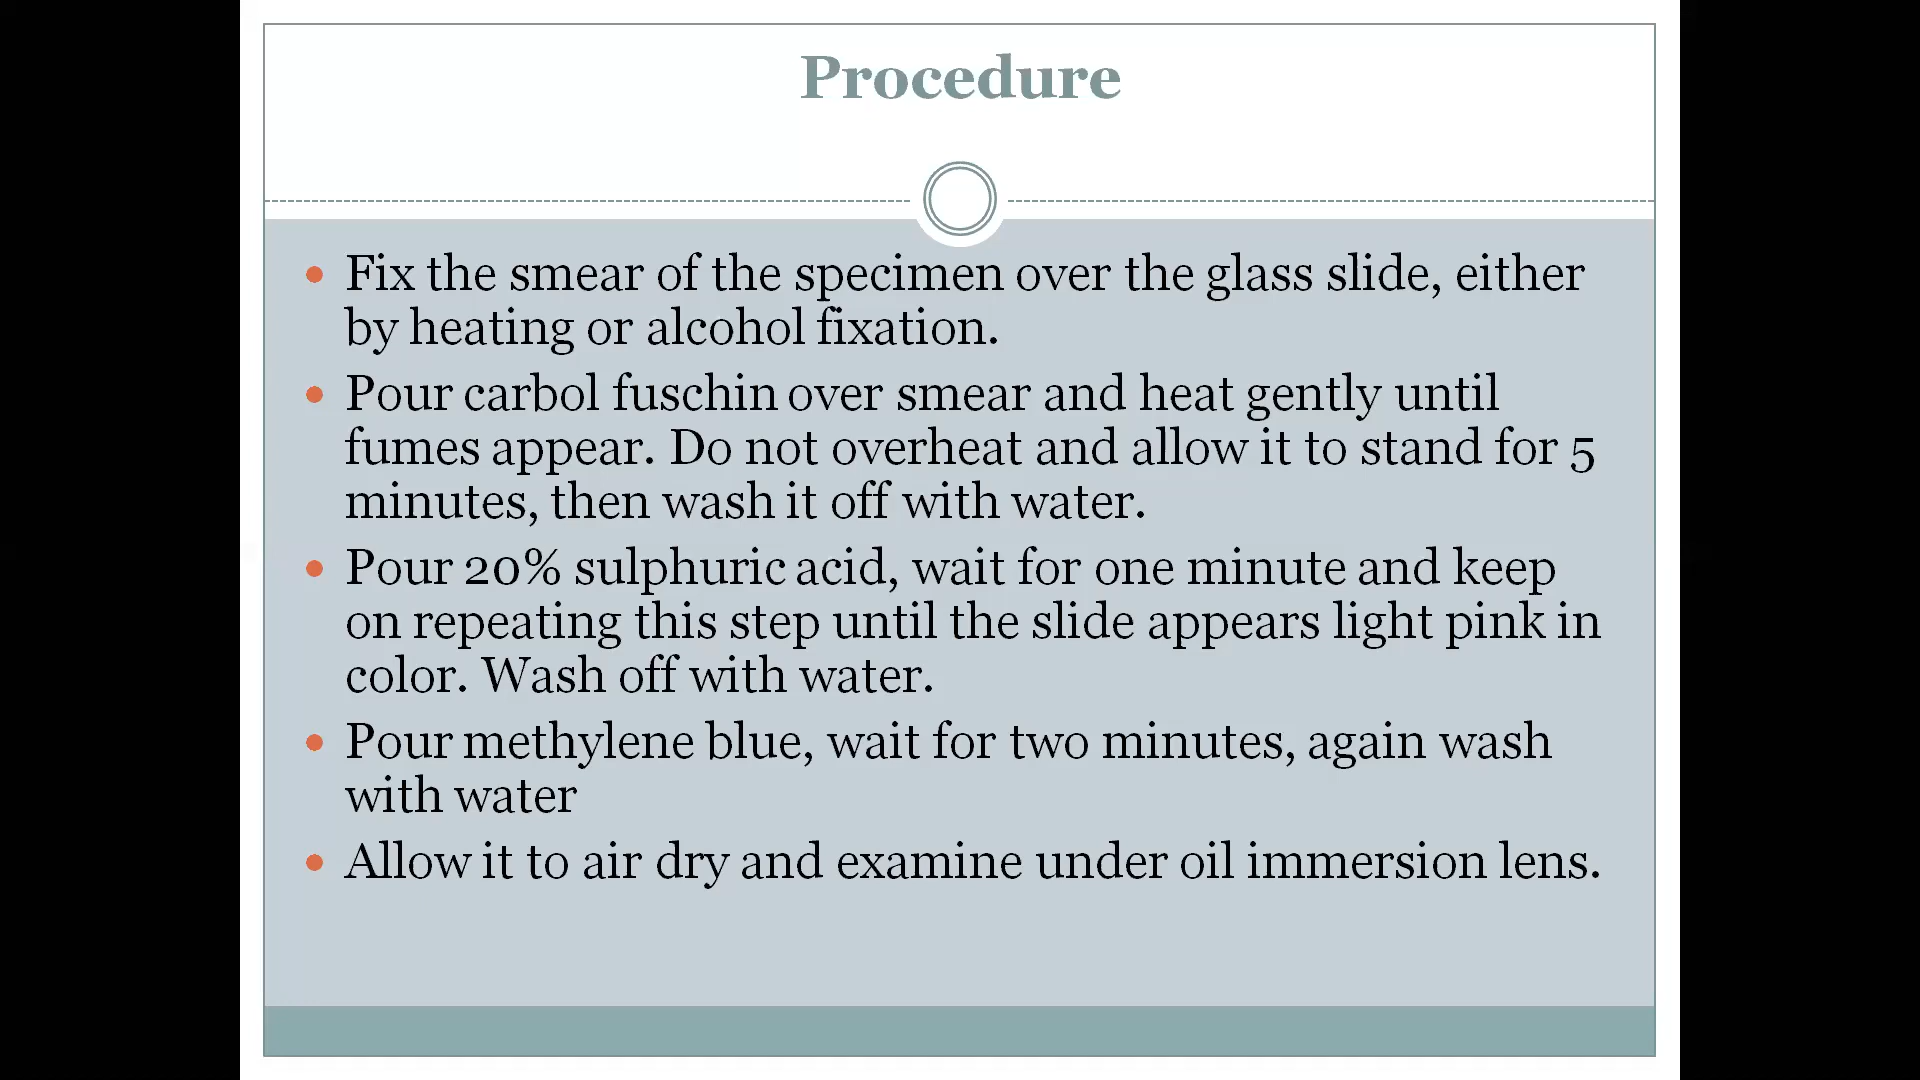 Procedure
Fix the smear of the specimen over the glass slide, either
by heating or alcohol fixation.
Pour carbol fuschin over smear and heat gently until
fumes appear. Do not overheat and allow it to stand for 5
minutes, then wash it off with water.
Pour 20% sulphuric acid, wait for one minute and keep
on repeating this step until the slide appears light pink in
color. Wash off with water.
Pour methylene blue, wait for two minutes, again wash
with water
Allow it to air dry and examine under oil immersion lens.